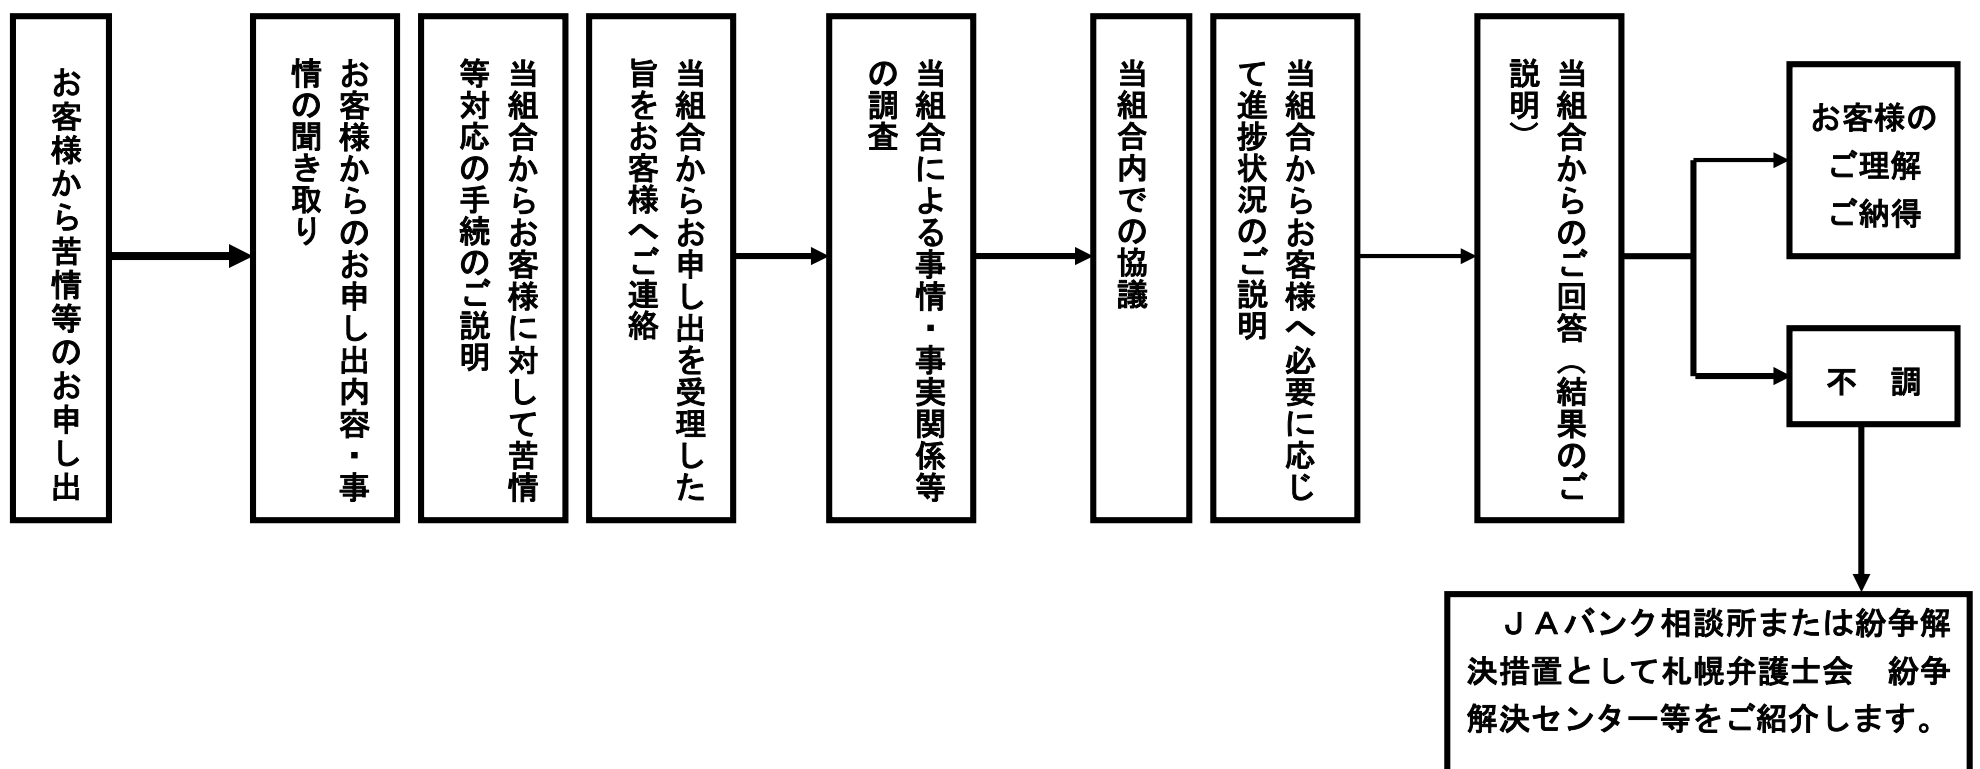 お客様から苦情等のお申し出
お客様からのお申し出内容・事
情の聞き取り
当組合からお客様に対して苦情
等対応の手続のご説明
当組合からお申し出を受理した
旨をお客様へご連絡
当組合による事情・事実関係等
の調査
当組合内での協議
当組合からお客様へ必要に応じ
て進捗状況のご説明
当組合からのご回答（結果のご
説明）
お客様の
ご理解
ご納得
不　調
ＪＡバンク相談所または紛争解
決措置として札幌弁護士会　紛争
解決センター等をご紹介します。